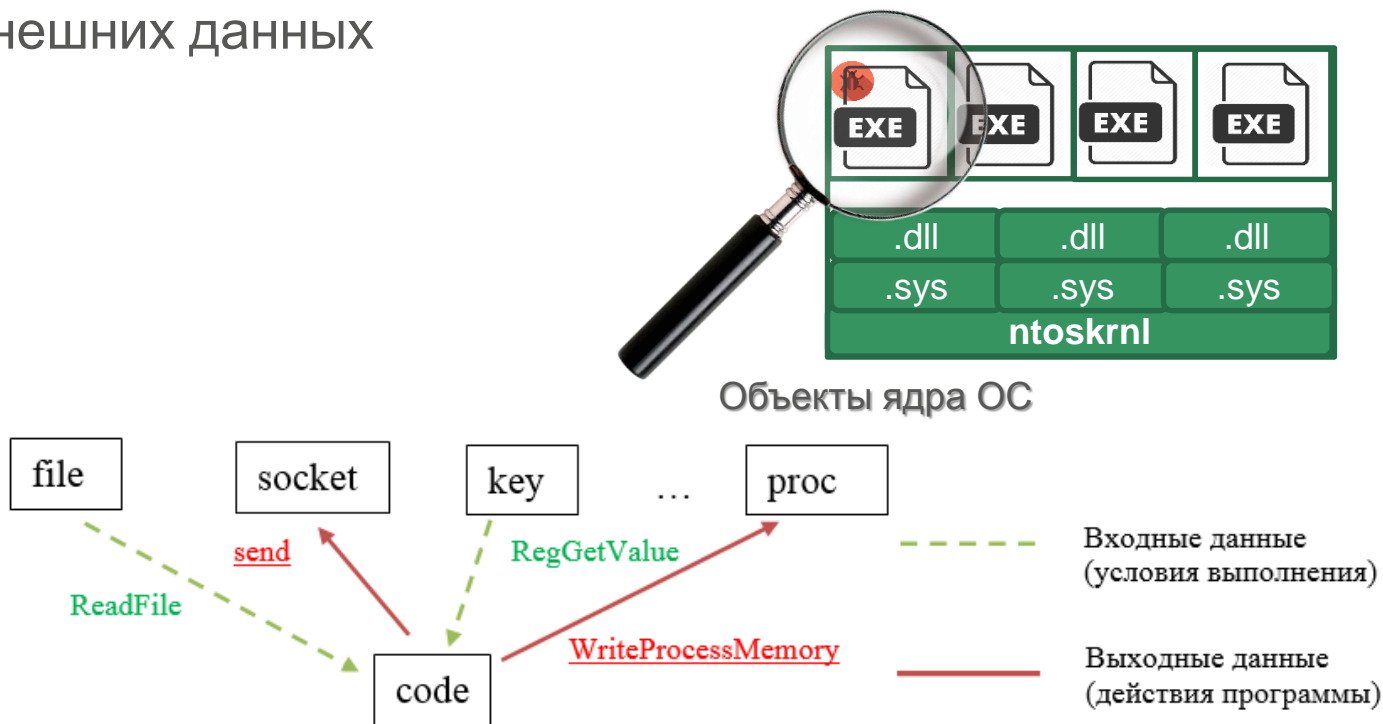 нешних данных
EXE EXE EXE EXE
.dll .dll .dll
.sys .sys .sys
ntoskrnl
Объекты ядра ОС
file socket key ... proc
send RegGetValue
ReadFile
WriteProcessMemory
code
Входные данные
(условия выполнения)
Выходные данные
(действия программы)